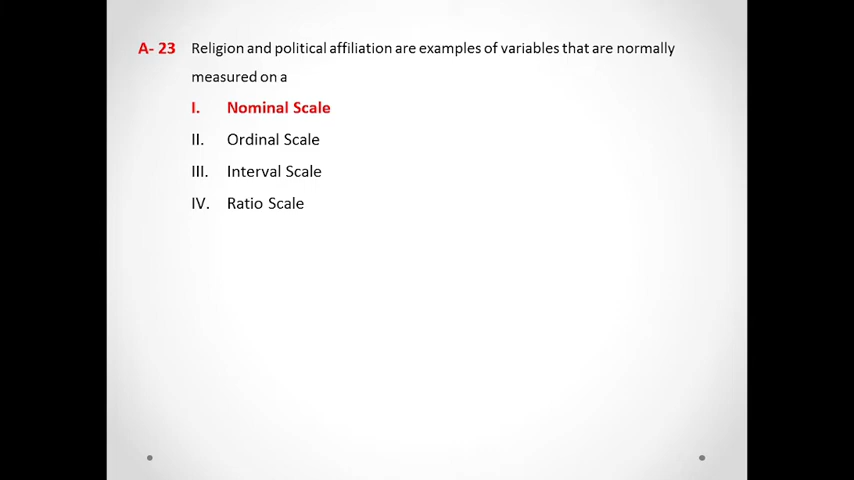 A- 23 Religion and political affiliation are examples of variables that are normally
measured on a
I. Nominal Scale
II. Ordinal Scale
III. Interval Scale
IV. Ratio Scale